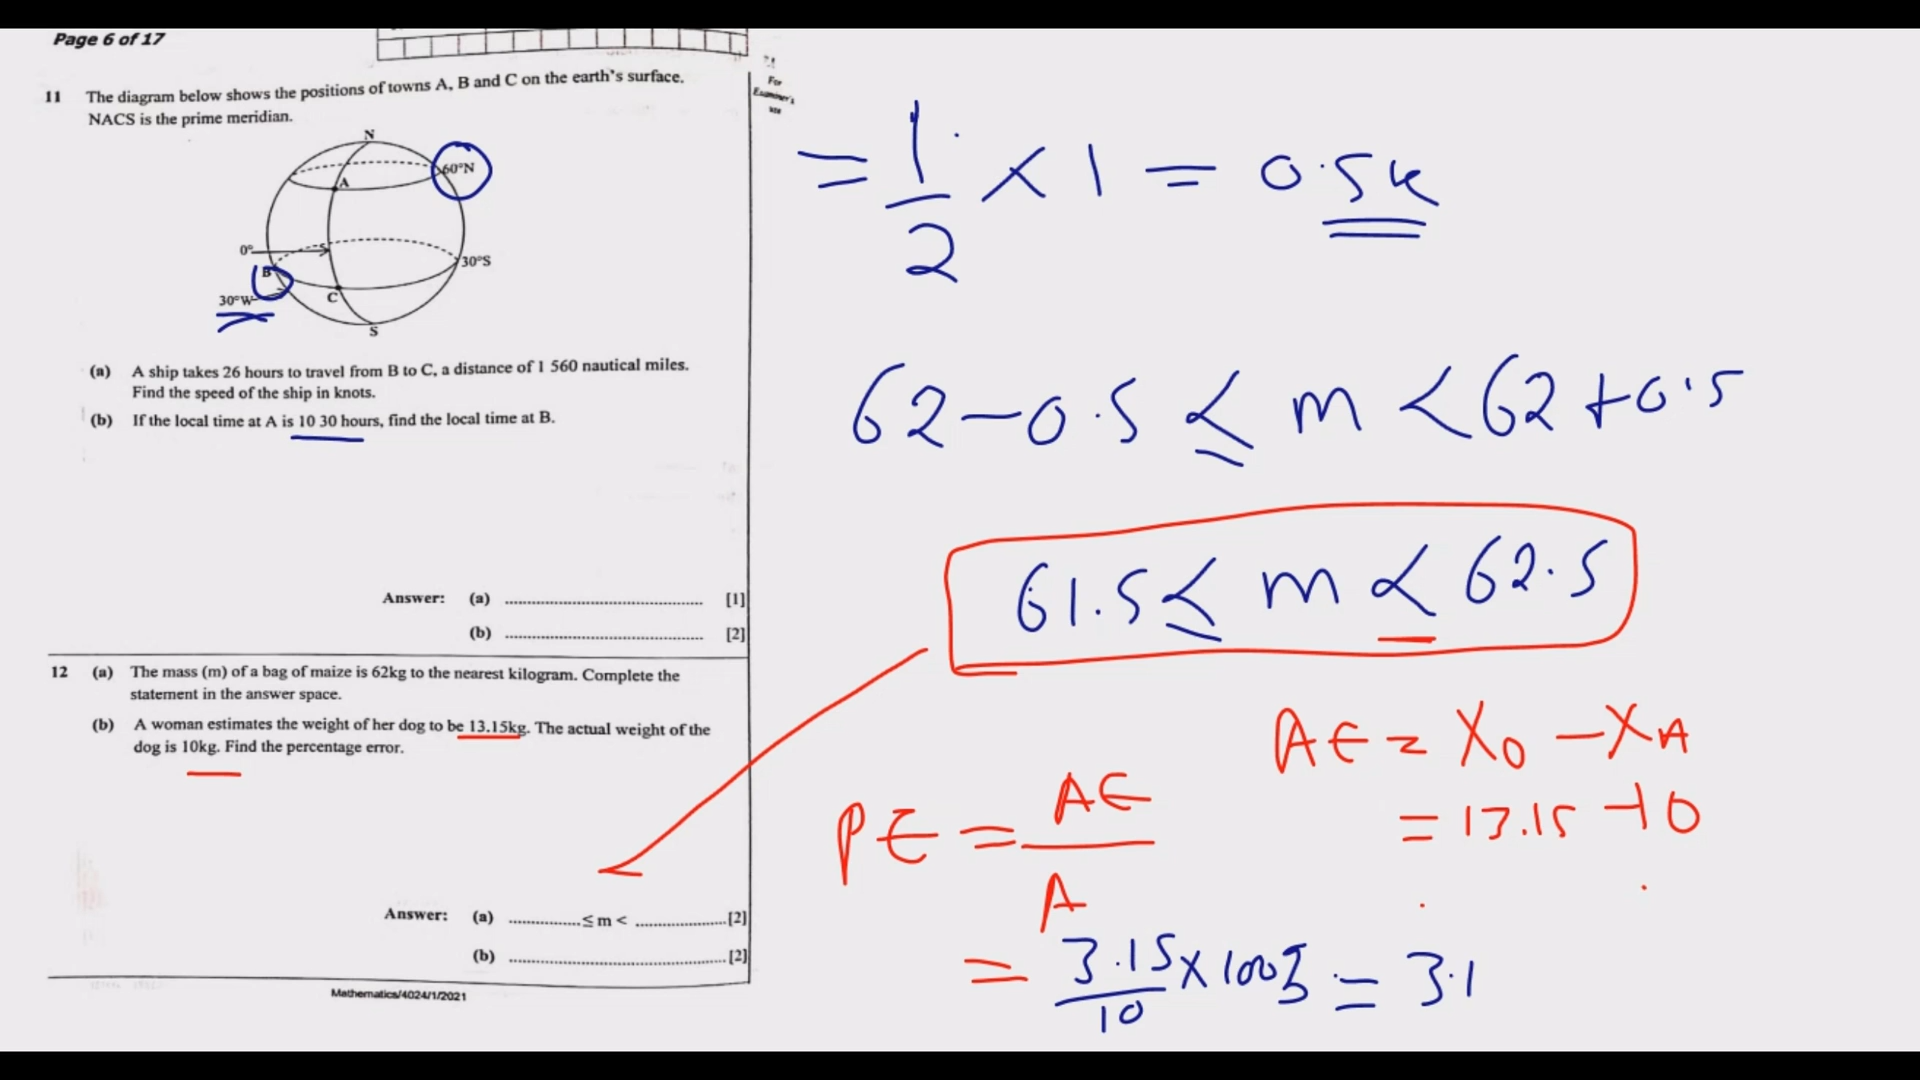 Page 6 of 17
For
Examiner's
use
11 The diagram below shows the positions of towns A, B and C on the earth's surface.
NACS is the prime meridian.
N
60°N
A
0°
B
30°S
30°W
C
S
(a) A ship takes 26 hours to travel from B to C, a distance of 1 560 nautical miles.
Find the speed of the ship in knots.
(b) If the local time at A is 10 30 hours, find the local time at B.
Answer: (a) ........................................ [1]
(b) ........................................ [2]
12 (a) The mass (m) of a bag of maize is 62kg to the nearest kilogram. Complete the
statement in the answer space.
(b) A woman estimates the weight of her dog to be 13.15kg. The actual weight of the
dog is 10kg. Find the percentage error.
Answer: (a) ..............≤ m < ..................[2]
(b) ...........................................[2]
Mathematics/4024/1/2021
= 1/2 × 1 = 0.5k
62 - 0.5 ≤ m < 62 + 0.5
61.5 ≤ m < 62.5
AE = X0 - XA
= 13.15 - 10
PE = AE/A
= 3.15/10 × 100% = 3.1